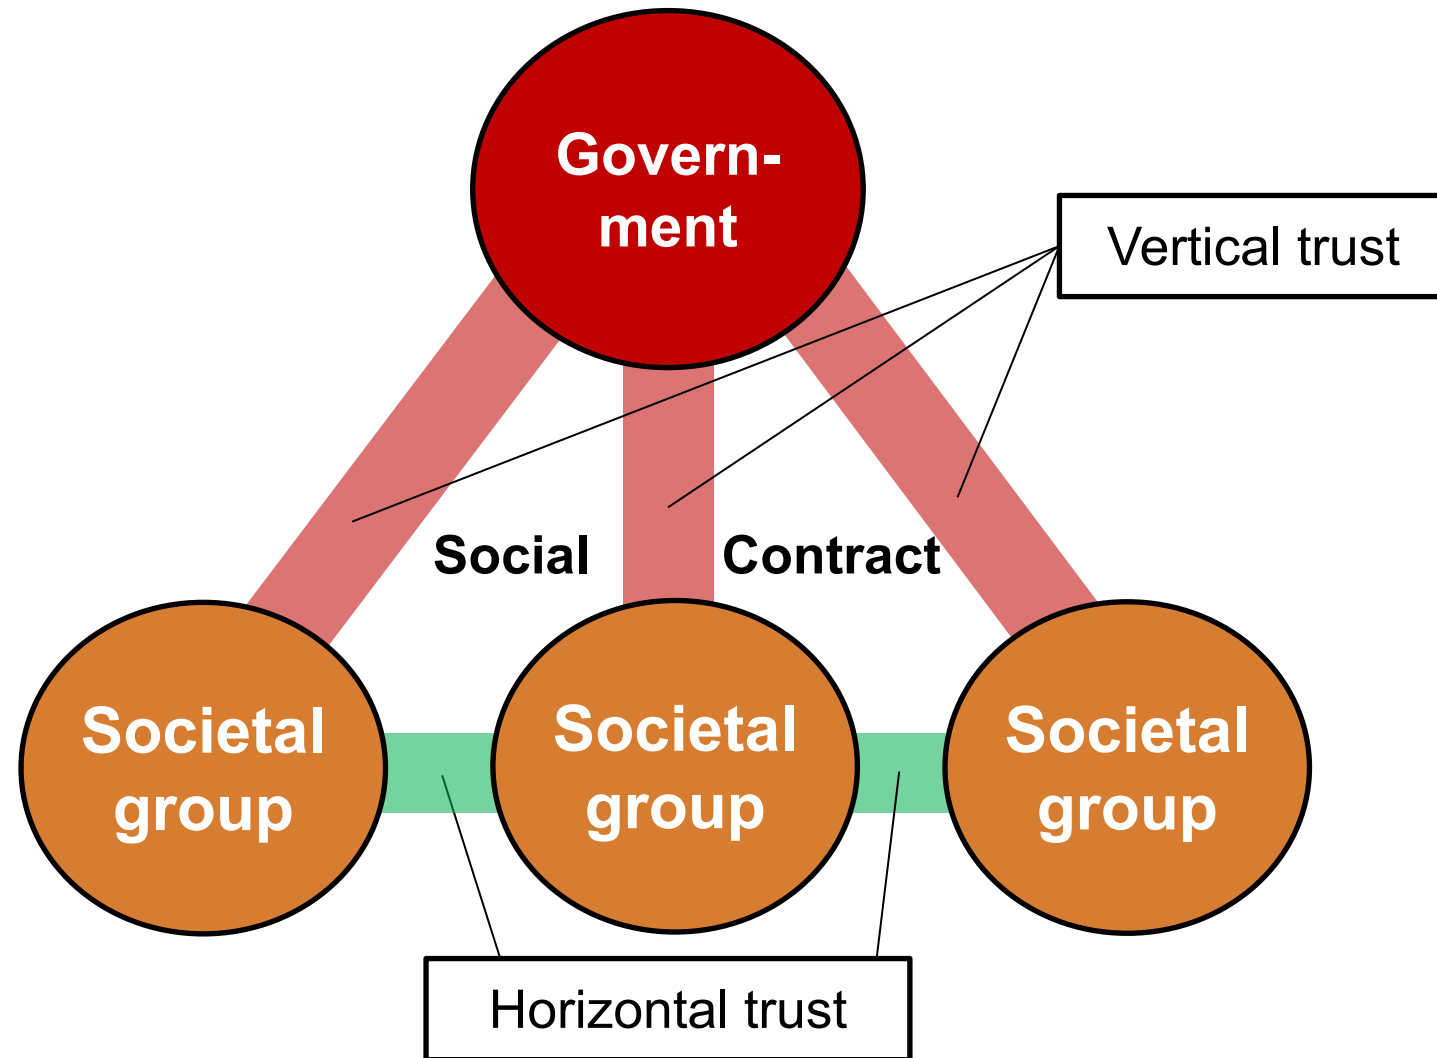 Govern-
ment
Vertical trust
Social Contract
Societal
group
Societal
group
Societal
group
Horizontal trust